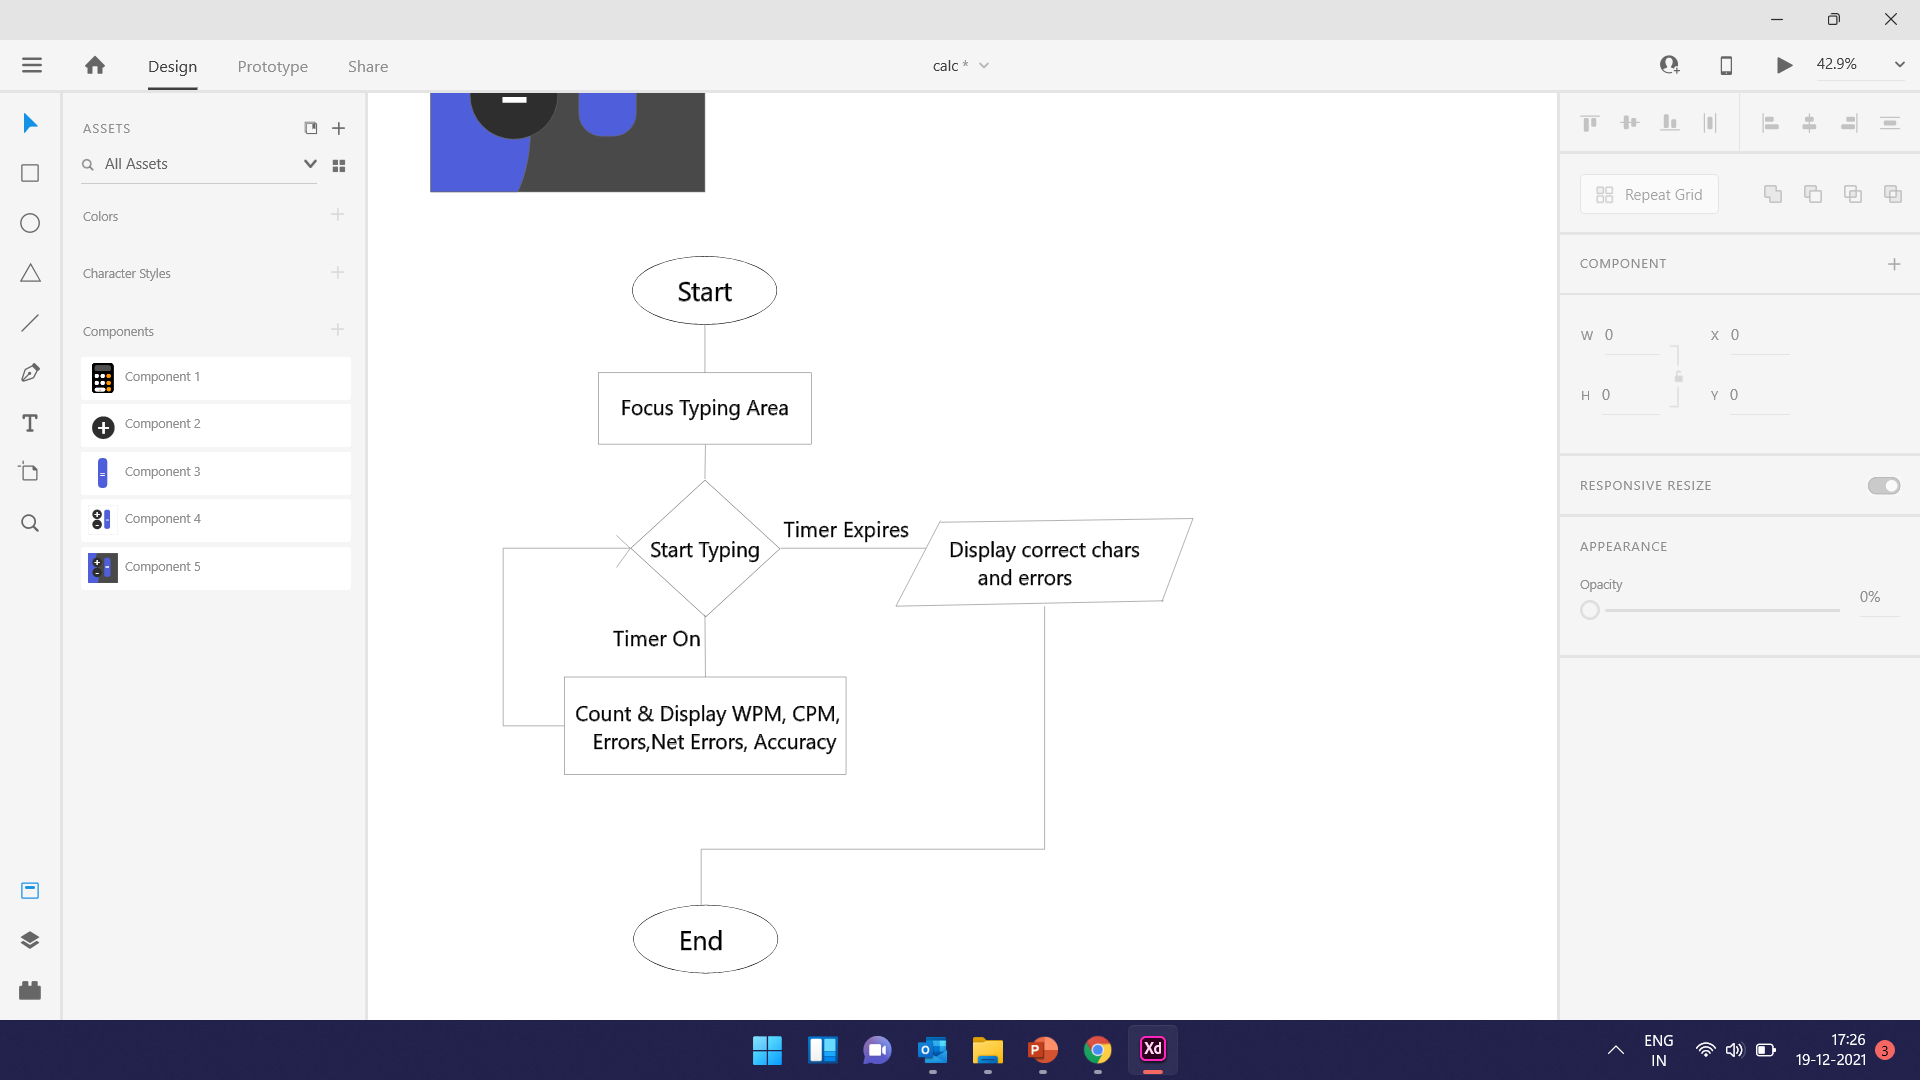 Design
Prototype
Share
calc *
42.9%
ASSETS
All Assets
Colors
Character Styles
Components
Component 1
Component 2
Component 3
Component 4
Component 5
Start
Focus Typing Area
Start Typing
Timer Expires
Display correct chars
and errors
Timer On
Count & Display WPM, CPM,
Errors,Net Errors, Accuracy
End
Repeat Grid
COMPONENT
W 0
X 0
H 0
Y 0
RESPONSIVE RESIZE
APPEARANCE
Opacity
0%
P
Xd
ENG
IN
17:26
19-12-2021
3